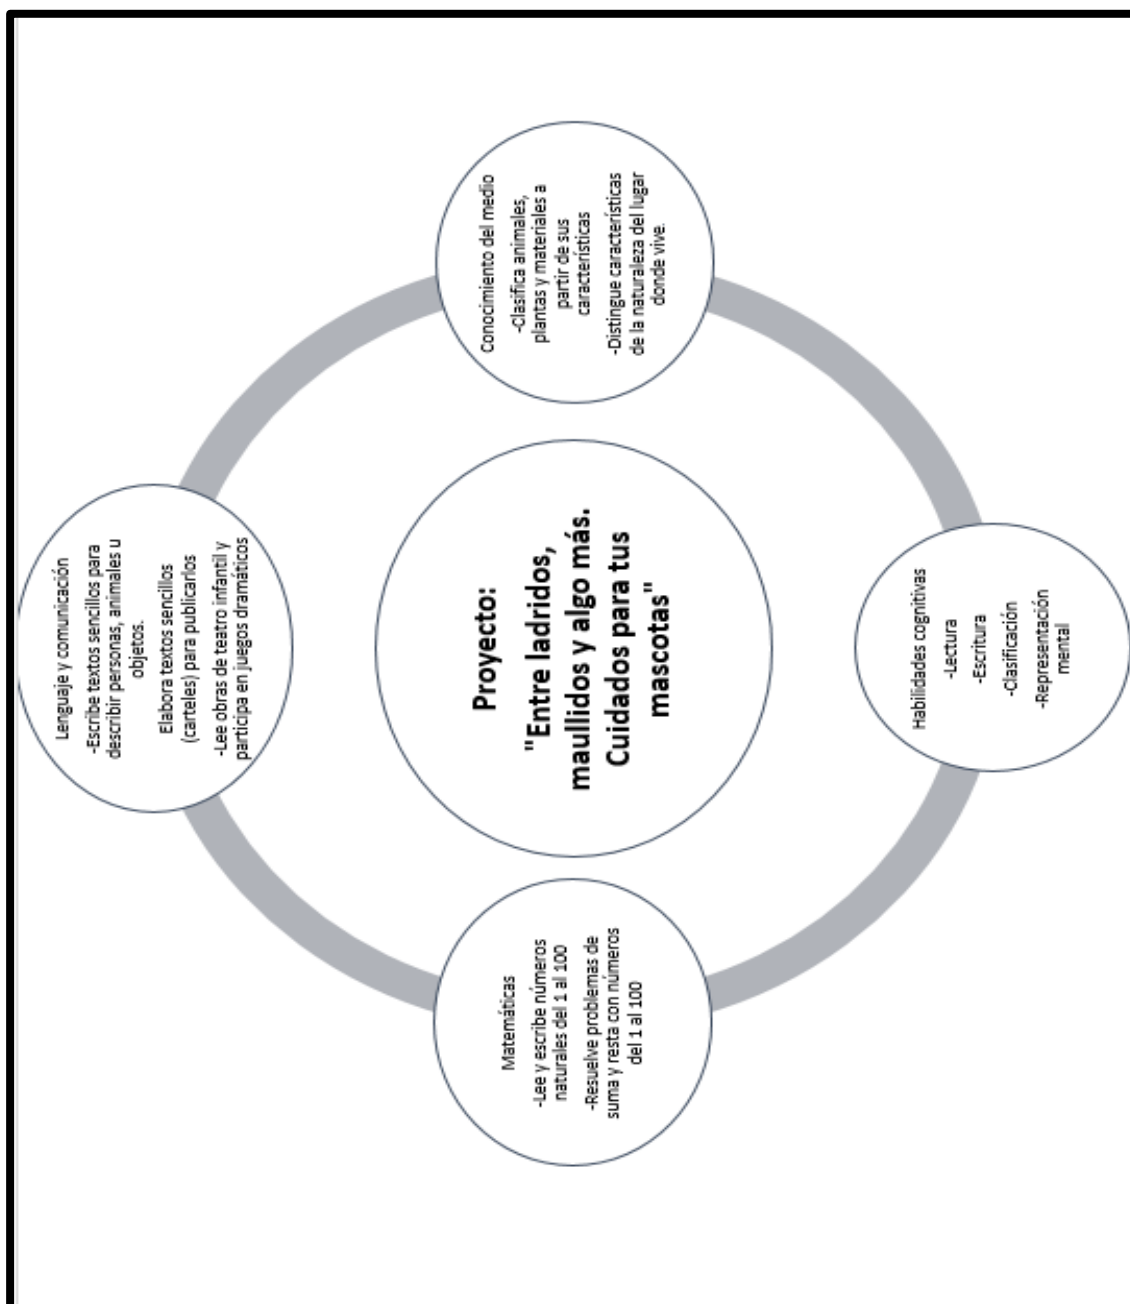 Proyecto:
"Entre ladridos,
maullidos y algo más.
Cuidados para tus
mascotas"
Lenguaje y comunicación
-Escribe textos sencillos para
describir personas, animales u
objetos.
Elabora textos sencillos
(carteles) para publicarlos
-Lee obras de teatro infantil y
participa en juegos dramáticos
Conocimiento del medio
-Clasifica animales,
plantas y materiales a
partir de sus
características
-Distingue características
de la naturaleza del lugar
donde vive.
Habilidades cognitivas
-Lectura
-Escritura
-Clasificación
-Representación
mental
Matemáticas
-Lee y escribe números
naturales del 1 al 100
-Resuelve problemas de
suma y resta con números
del 1 al 100